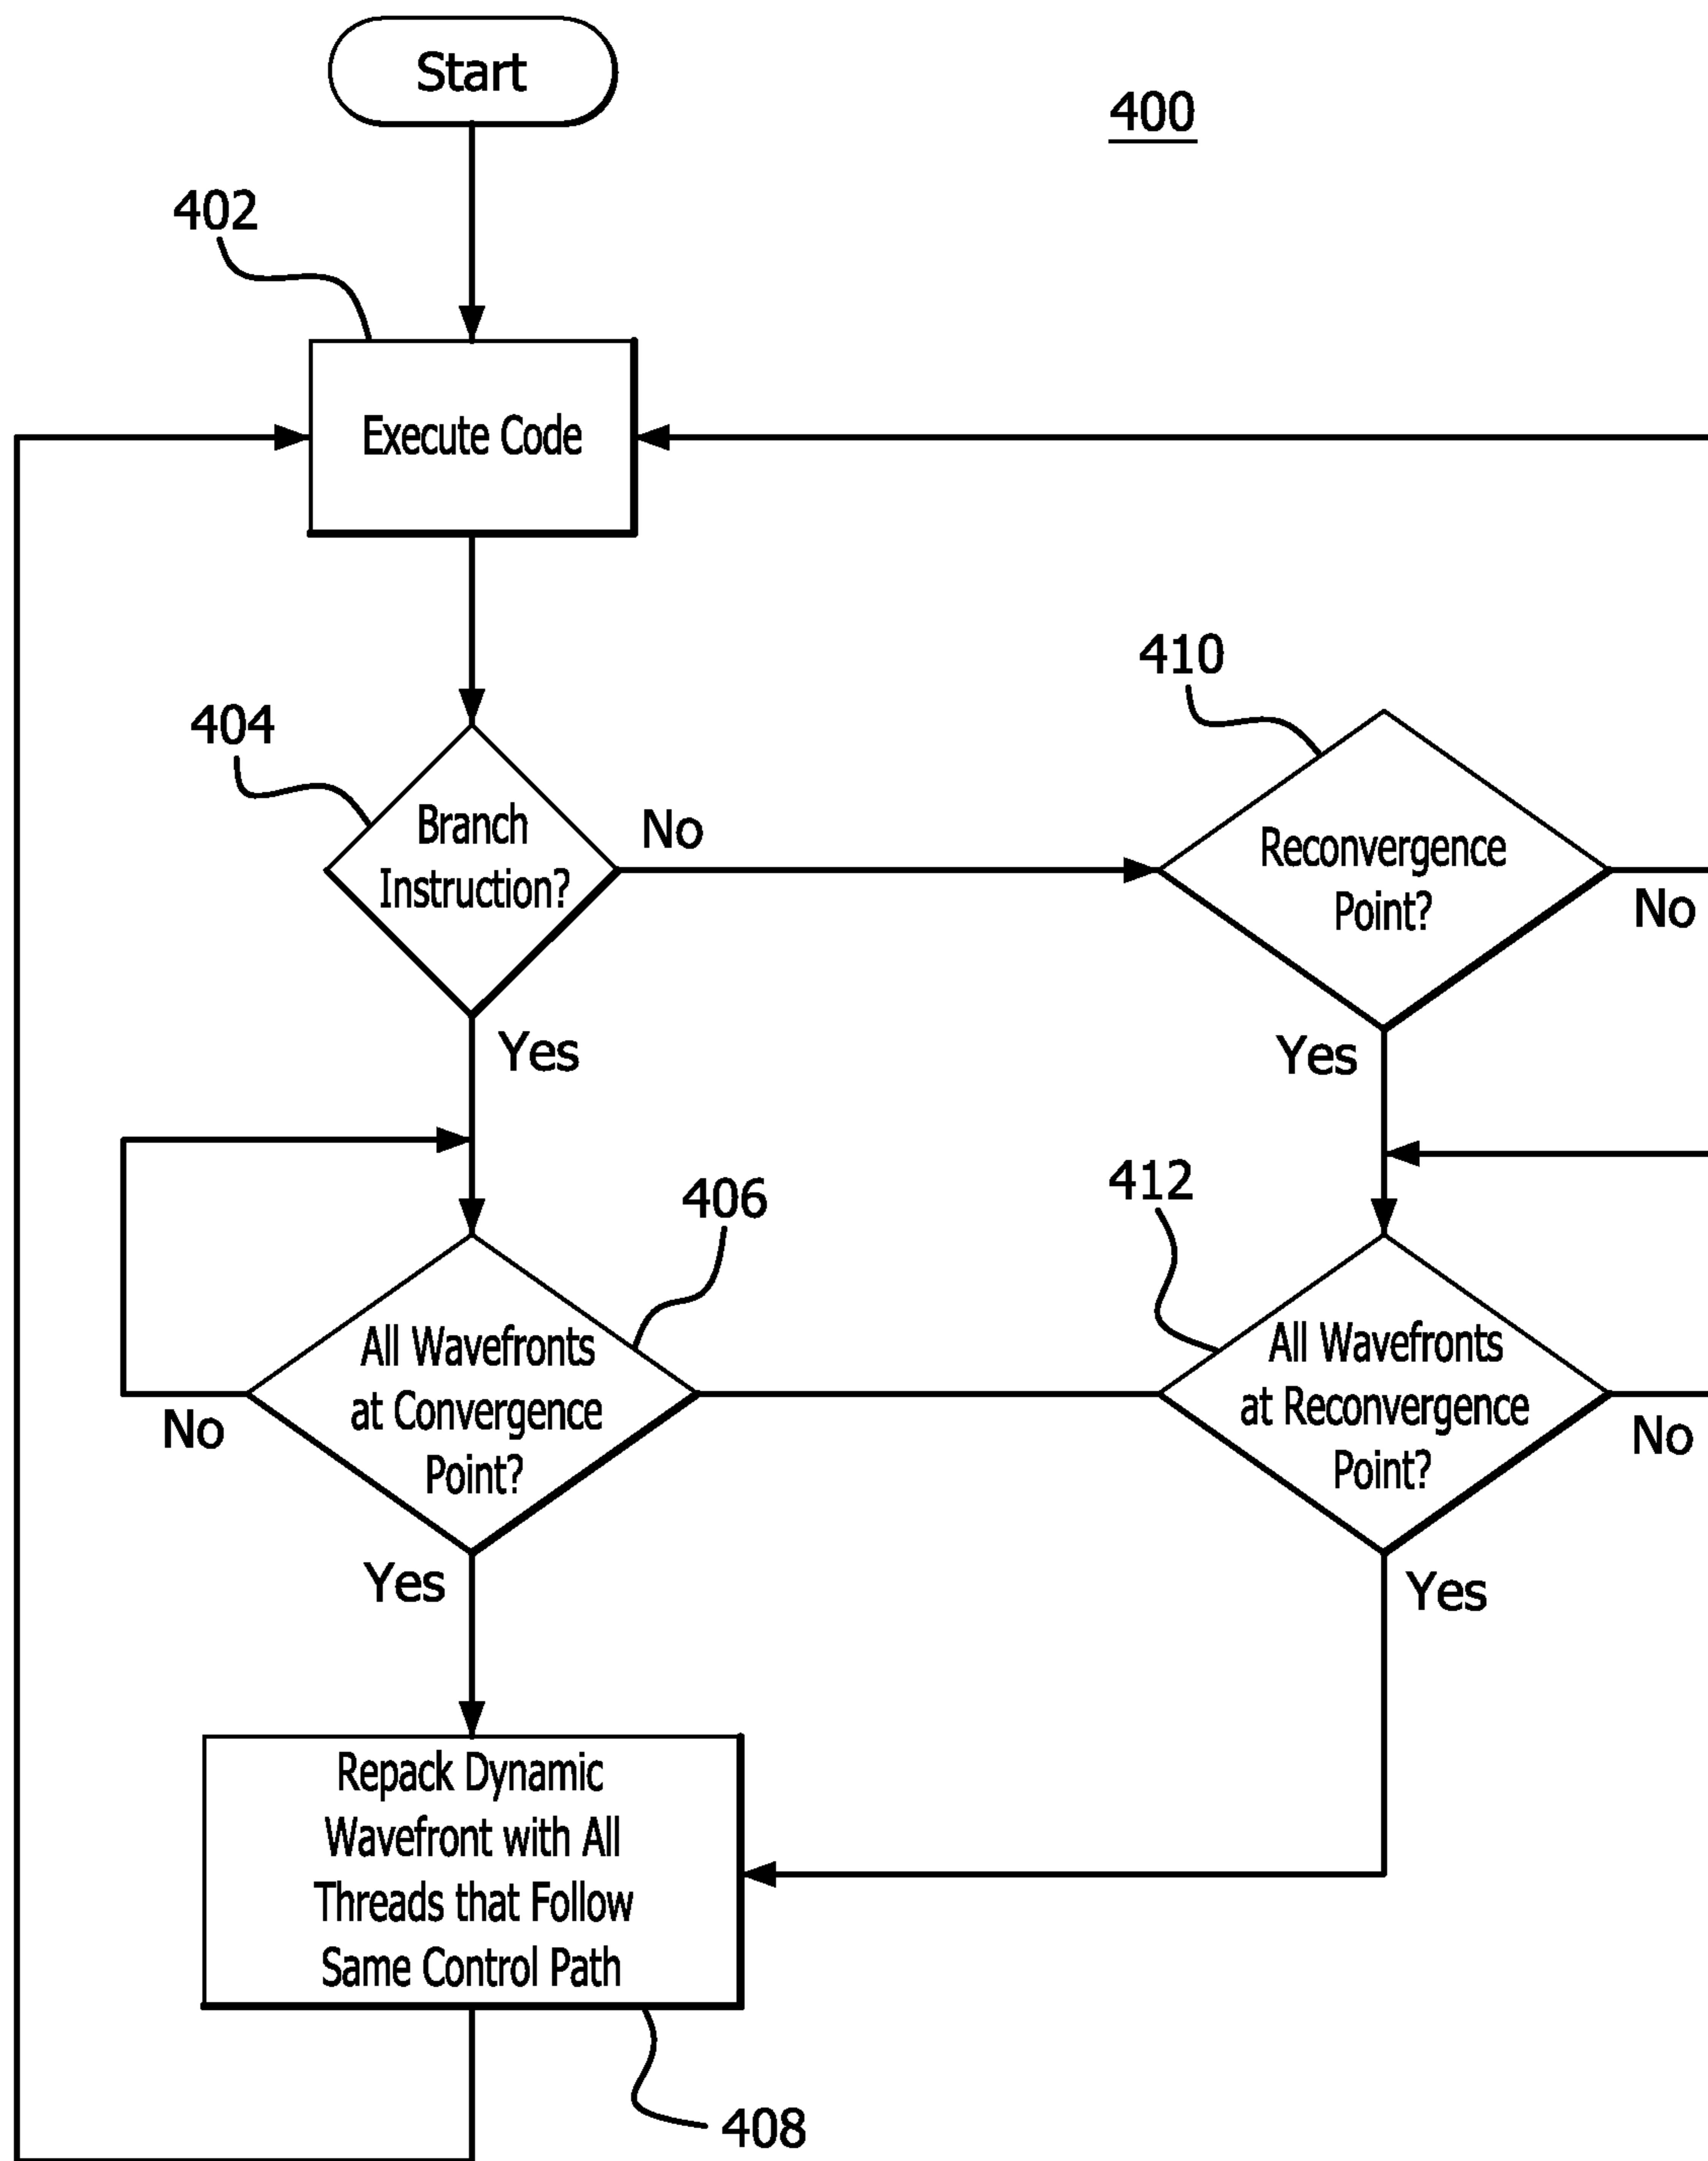 Start
400
402
Execute Code
410
404
Branch
Instruction?
No
Reconvergence
Point?
No
Yes
Yes
406
412
All Wavefronts
at Convergence
Point?
No
All Wavefronts
at Reconvergence
Point?
No
Yes
Yes
Repack Dynamic
Wavefront with All
Threads that Follow
Same Control Path
408